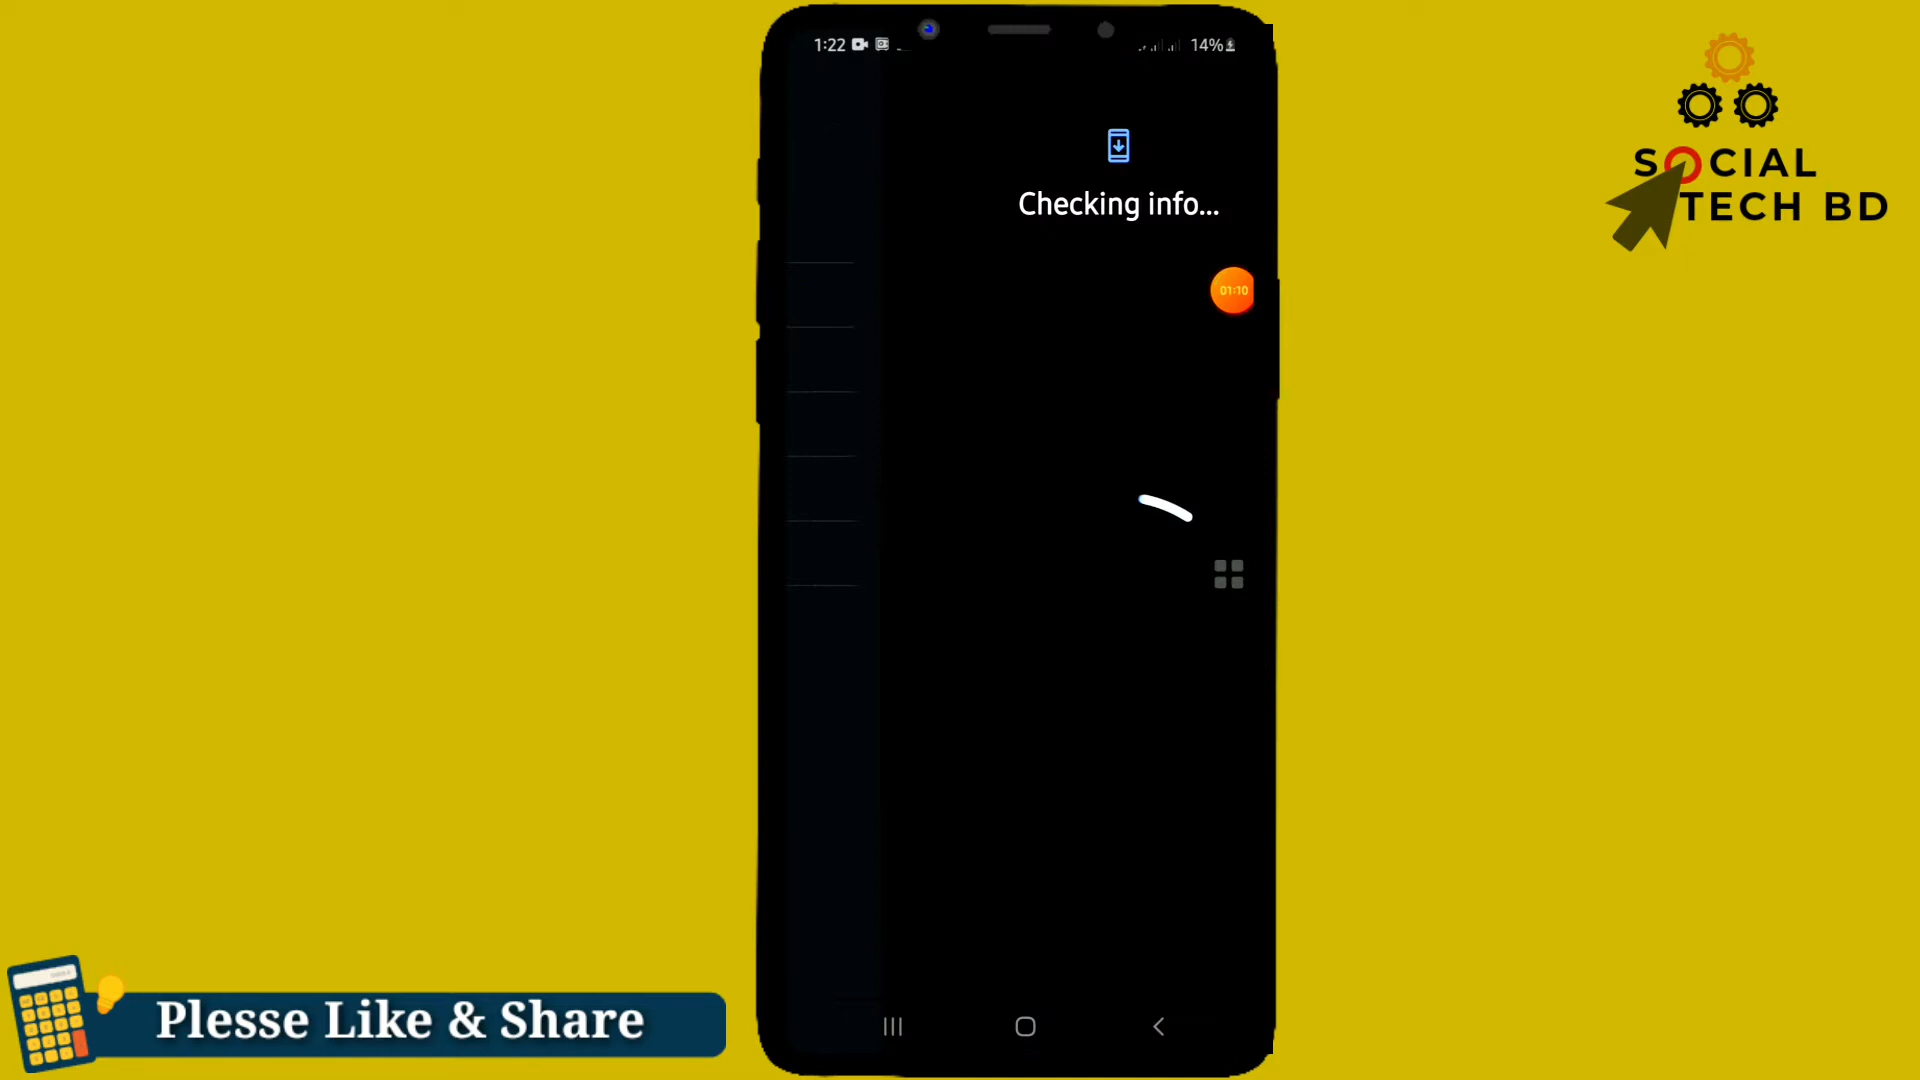 1:22
14%
Checking info...
01:10
SOCIAL
TECH BD
Plesse Like & Share